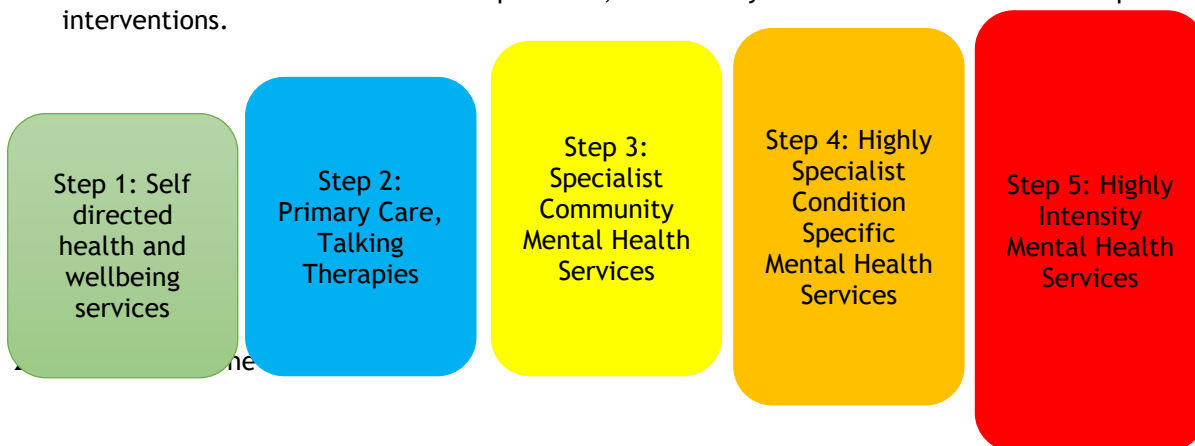 interventions.
Step 1: Self
directed
health and
wellbeing
services
Step 2:
Primary Care,
Talking
Therapies
Step 3:
Specialist
Community
Mental Health
Services
Step 4: Highly
Specialist
Condition
Specific
Mental Health
Services
Step 5: Highly
Intensity
Mental Health
Services